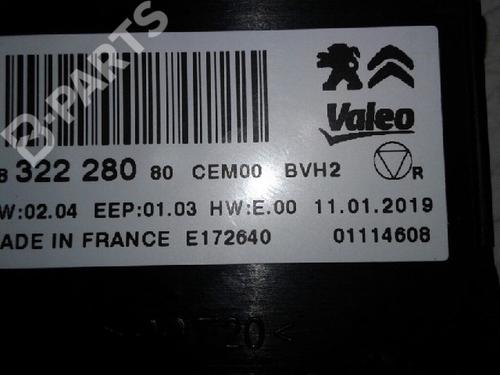 B-PARTS
Valeo
8 322 280 80 CEM00 BVH2
R
W:02.04 EEP:01.03 HW:E.00 11.01.2019
ADE IN FRANCE E172640 01114608